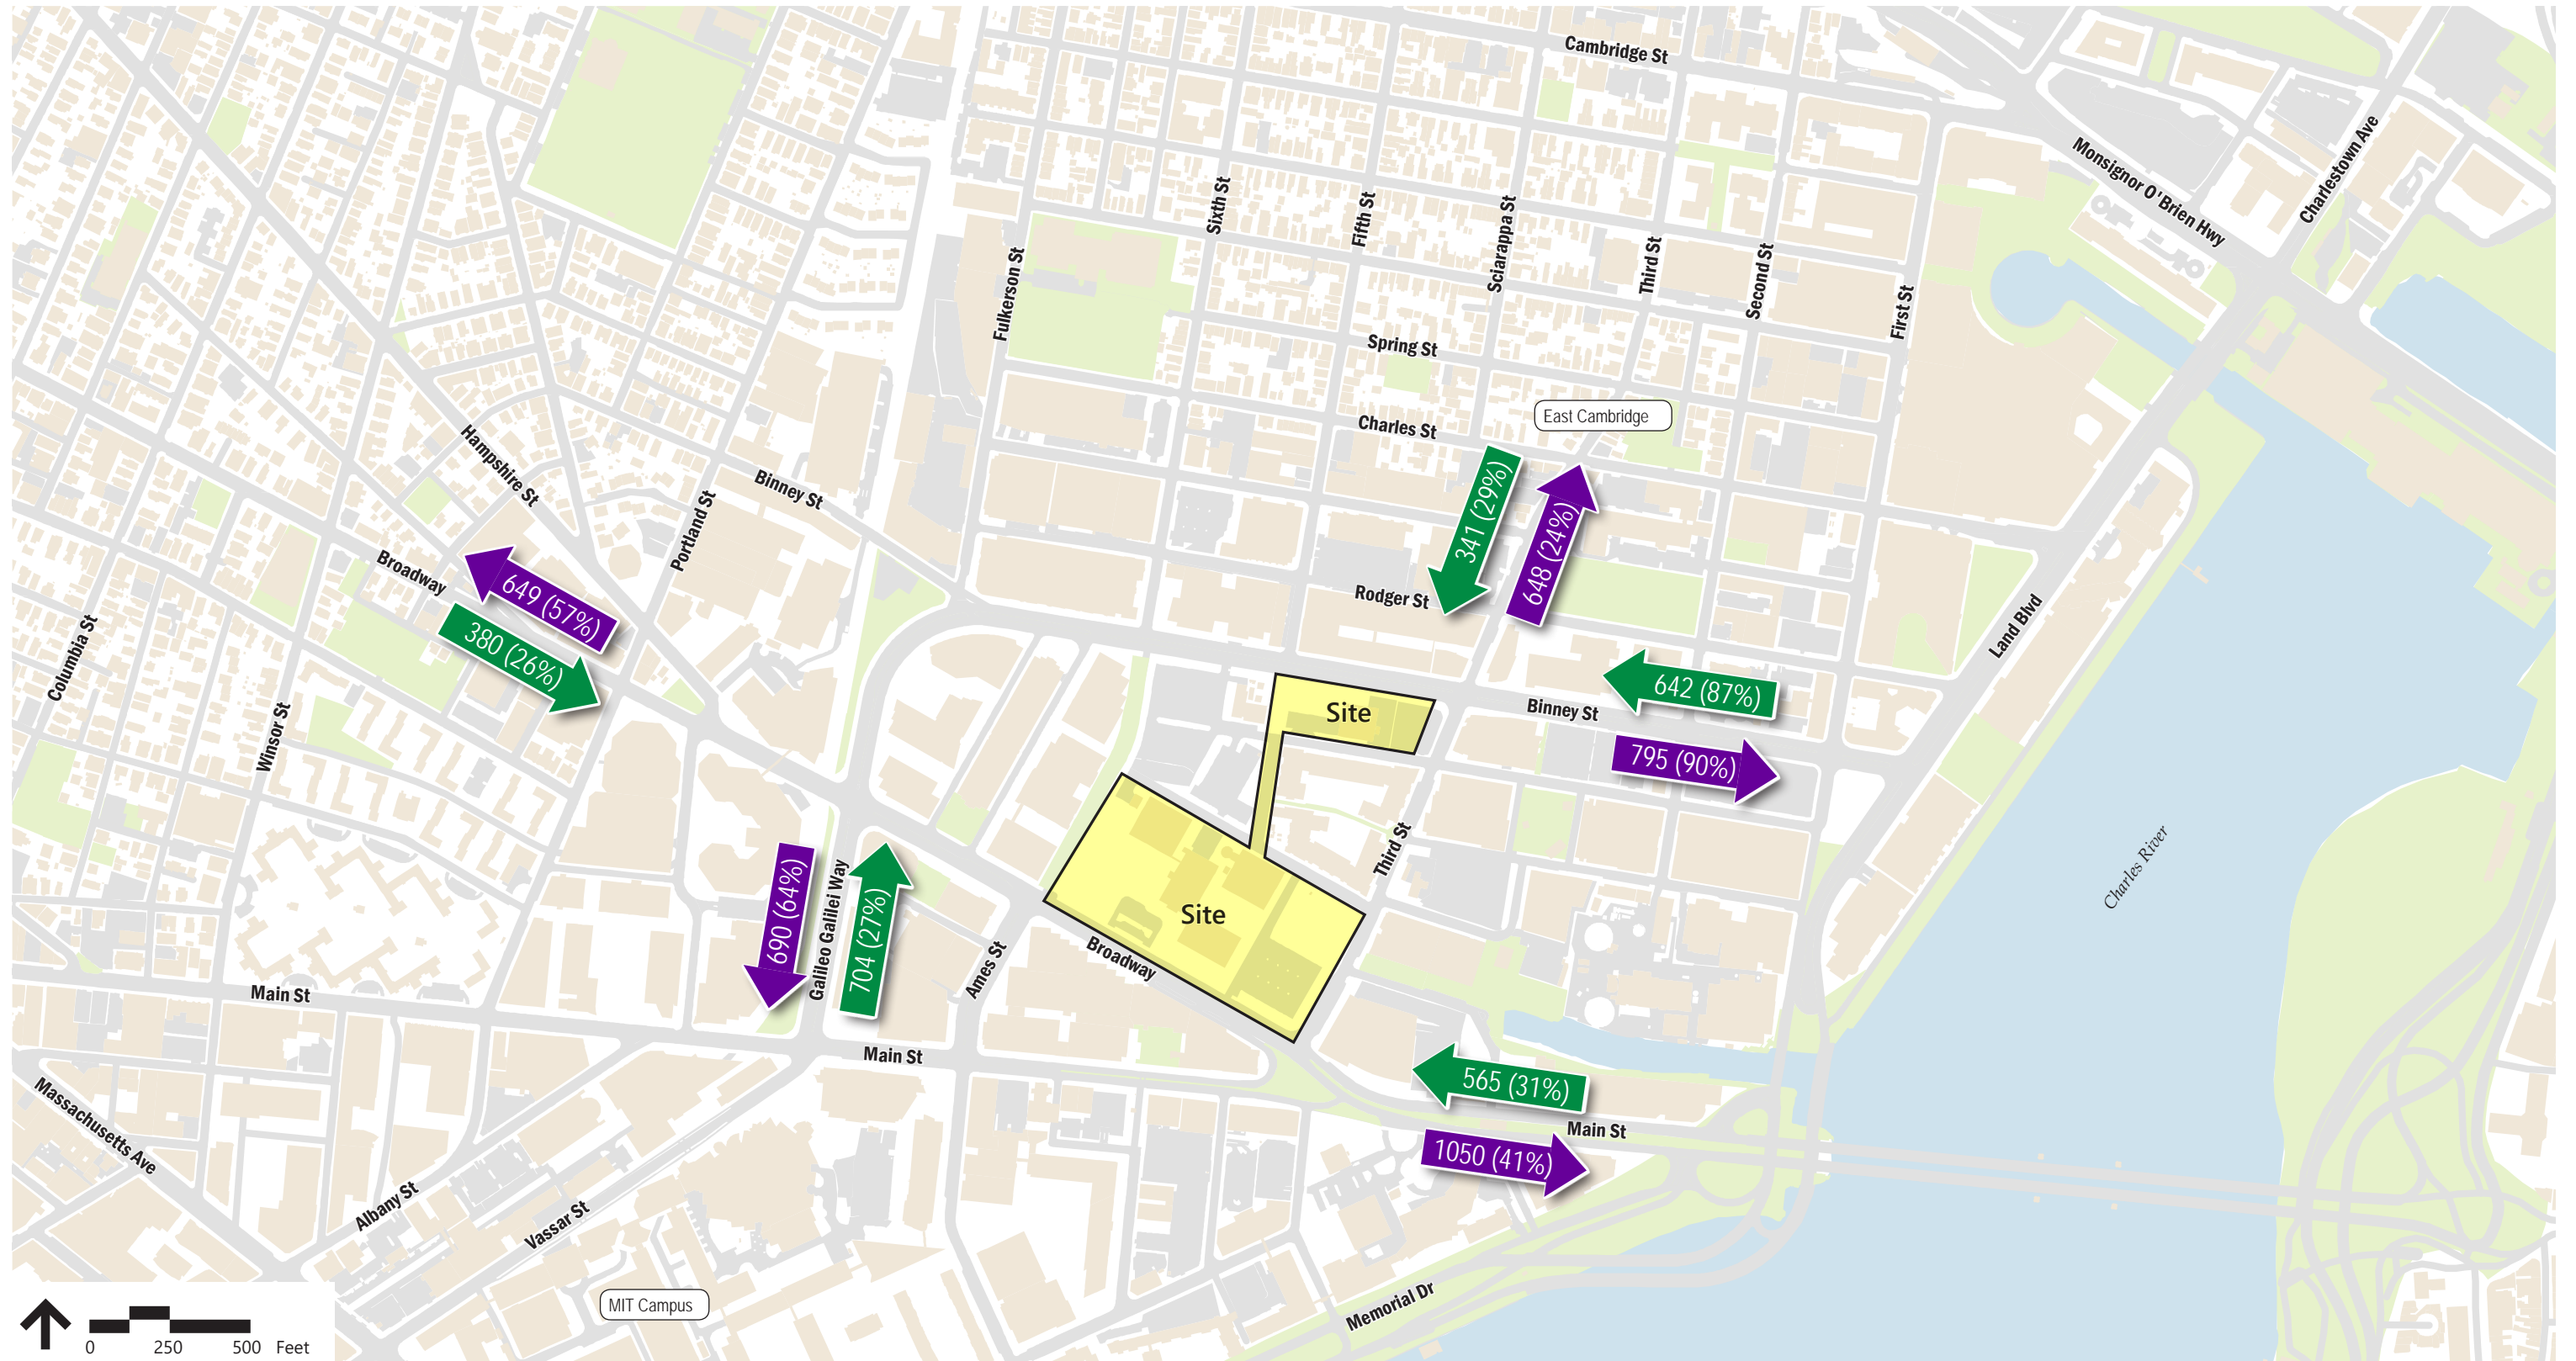 Cambridge St
Monsignor O'Brien Hwy
Charlestown Ave
Sixth St
Fifth St
Sciarappa St
Third St
Second St
First St
Fulkerson St
Spring St
East Cambridge
Charles St
Hampshire St
Binney St
Portland St
341 (29%)
648 (24%)
Broadway
649 (57%)
380 (26%)
Rodger St
Land Blvd
Columbia St
Winsor St
642 (87%)
Binney St
795 (90%)
Site
Third St
Charles River
690 (64%)
Galileo Galilei Way
704 (27%)
Site
Ames St
Broadway
Main St
Main St
565 (31%)
Main St
1050 (41%)
Massachusetts Ave
Albany St
Vassar St
MIT Campus
Memorial Dr
0 250 500 Feet